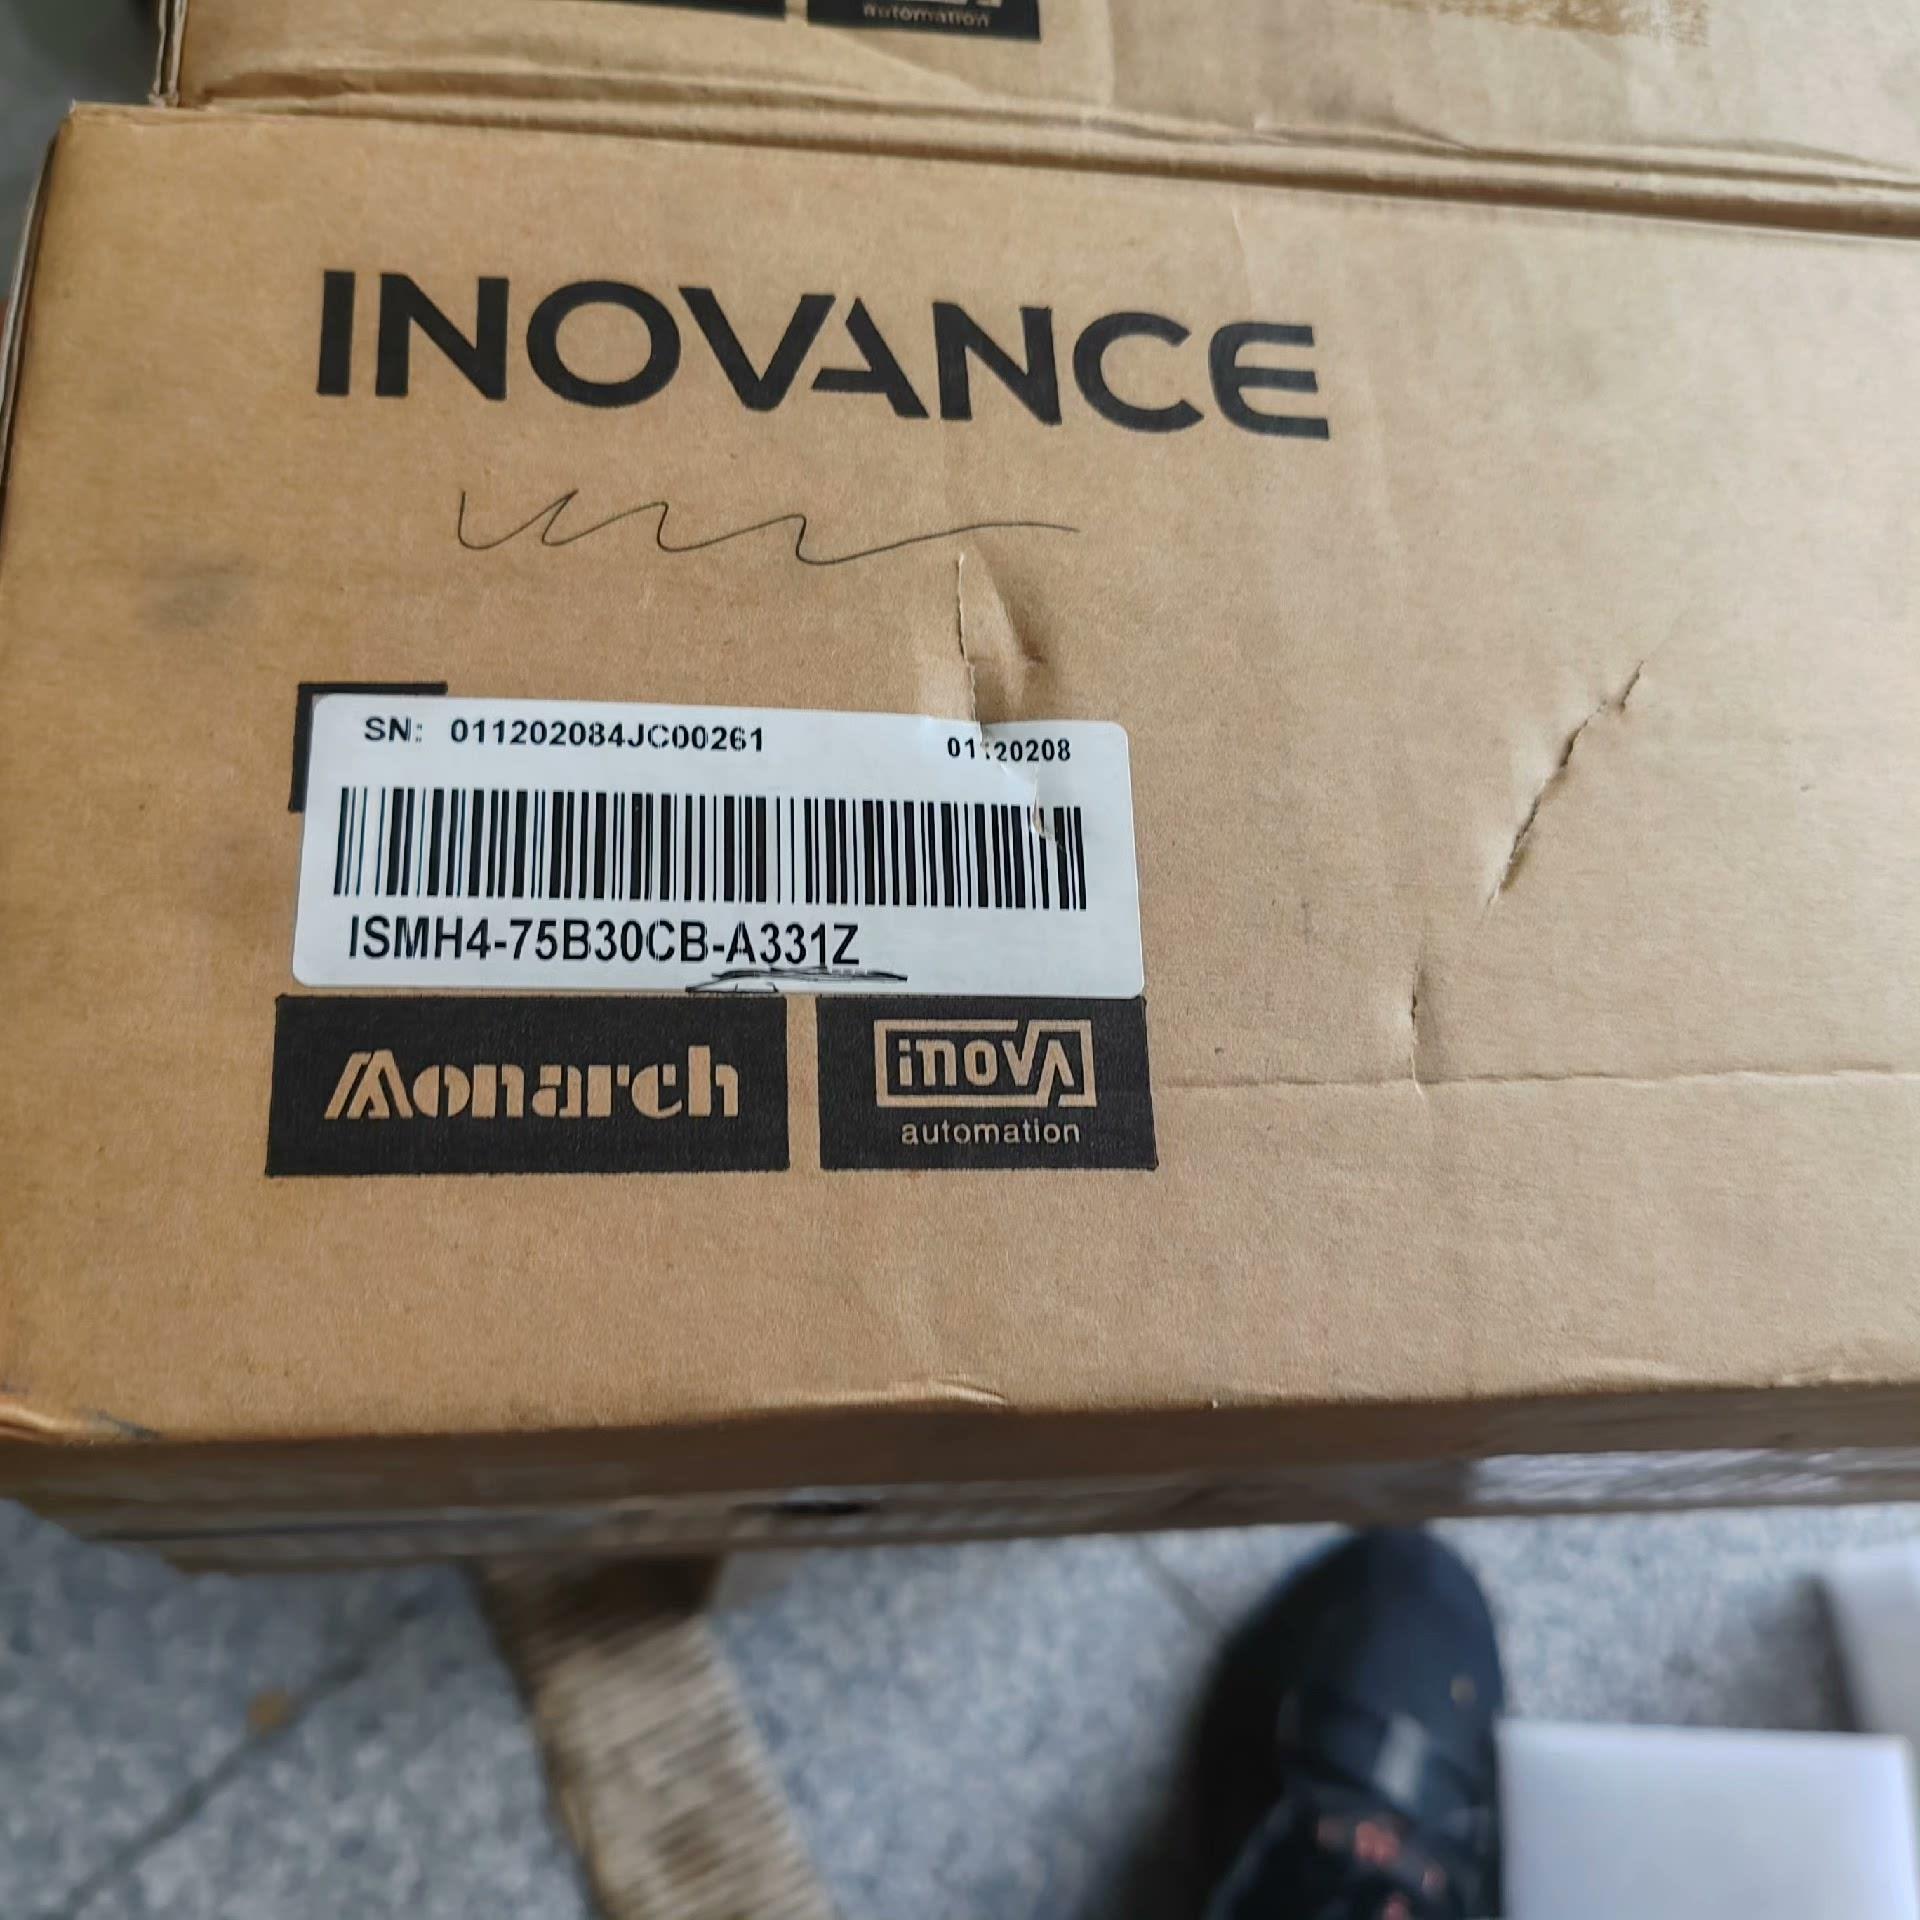 automation
INOVANCE
SN: 011202084JC00261
01120208
ISMH4-75B30CB-A331Z
Monarch
inovA
automation